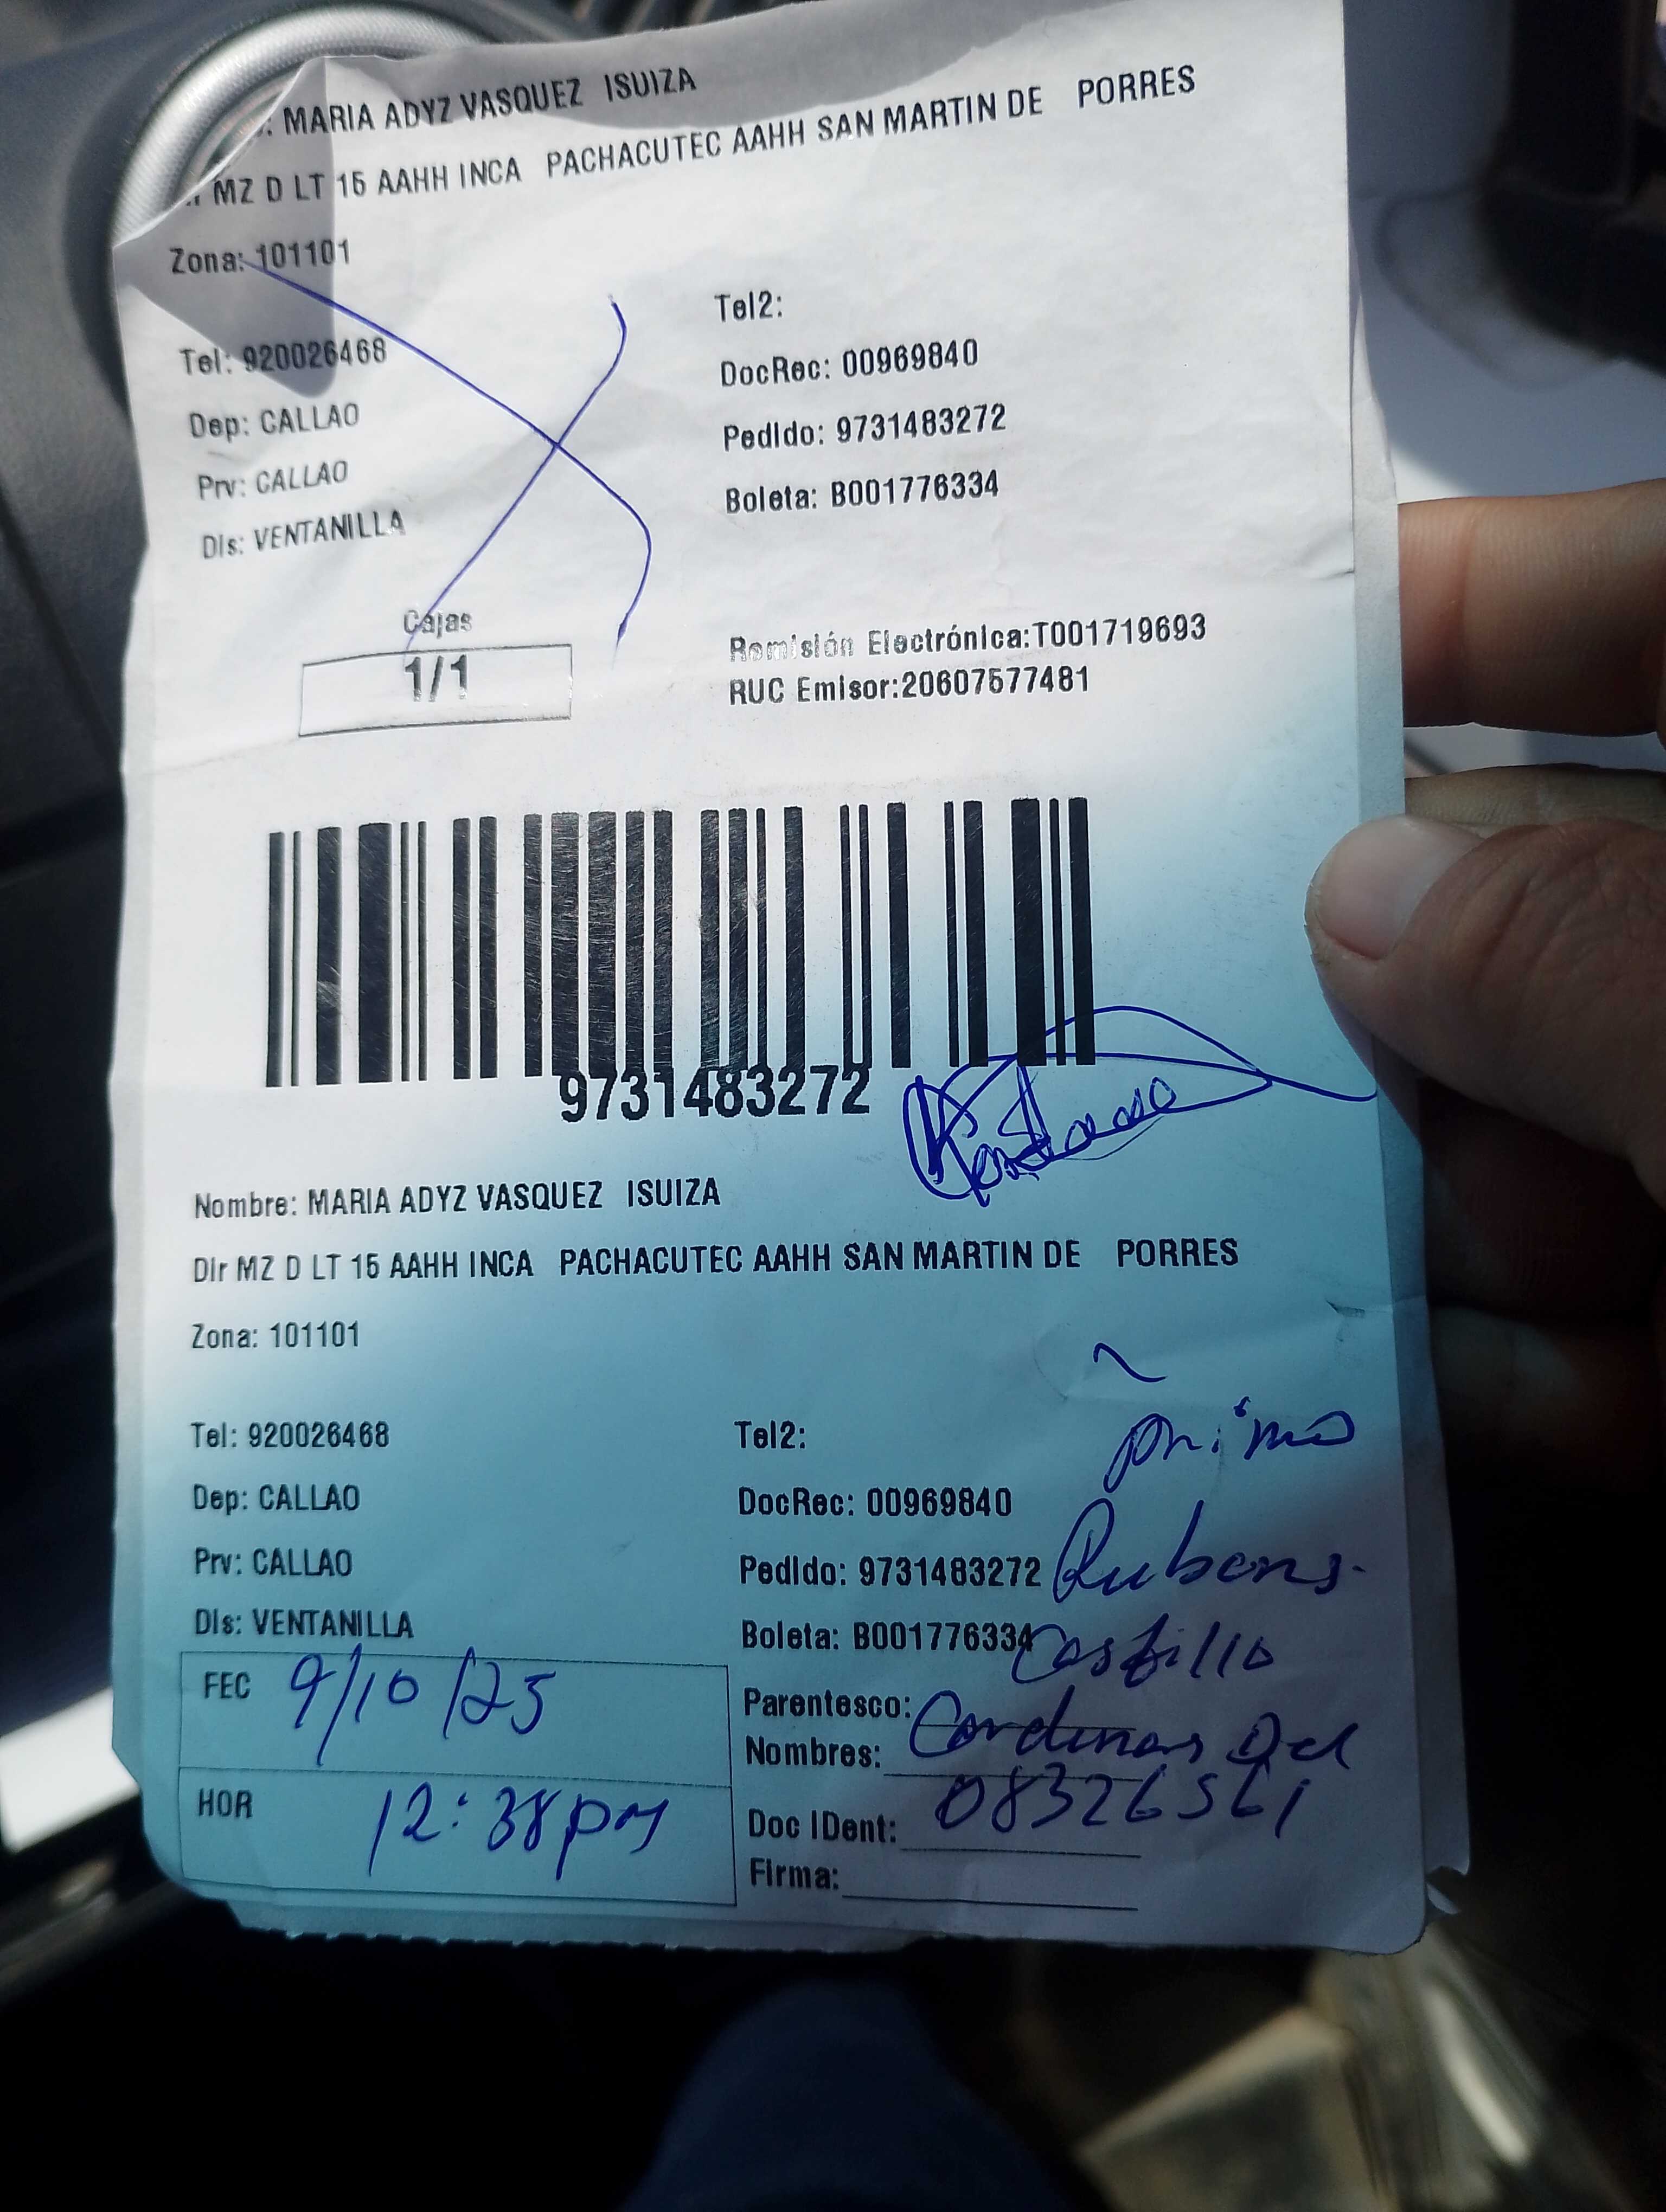 : MARIA ADYZ VASQUEZ ISUIZA
MZ D LT 15 AAHH INCA PACHACUTEC AAHH SAN MARTIN DE PORRES
Zona: 101101
Tel: 920026468
Tel2:
Dep: CALLAO
DocRec: 00969840
Prv: CALLAO
Pedido: 9731483272
Dis: VENTANILLA
Boleta: B001776334
Cajas
1/1
Remisión Electrónica:T001719693
RUC Emisor:20607577481
9731483272
Nombre: MARIA ADYZ VASQUEZ ISUIZA
Dir MZ D LT 15 AAHH INCA PACHACUTEC AAHH SAN MARTIN DE PORRES
Zona: 101101
Tel: 920026468
Tel2:
primo
Dep: CALLAO
DocRec: 00969840
Prv: CALLAO
Pedido: 9731483272 Rubens
Dis: VENTANILLA
Boleta: B001776334 Castillo
FEC 9/10/25
Parentesco:
Nombres: Cardenas Del
HOR 12:38pm
Doc IDent: 08326561
Firma: